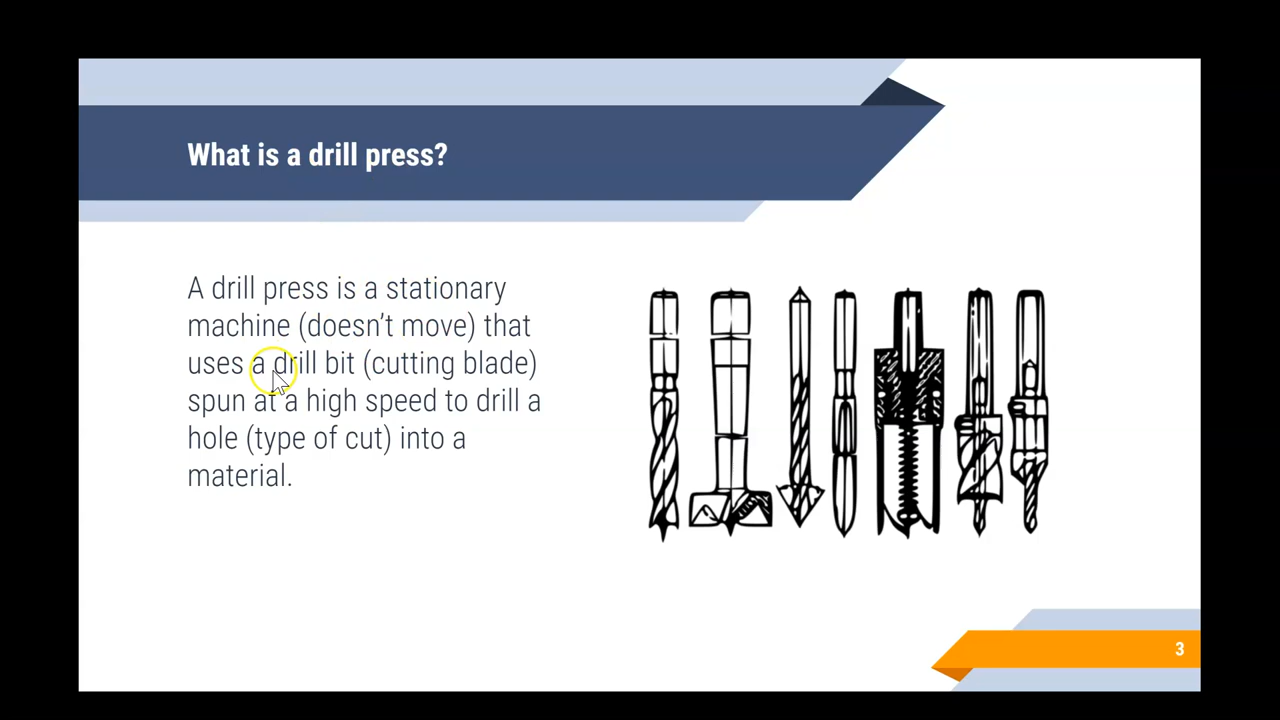 What is a drill press?
A drill press is a stationary
machine (doesn’t move) that
uses a drill bit (cutting blade)
spun at a high speed to drill a
hole (type of cut) into a
material.
3